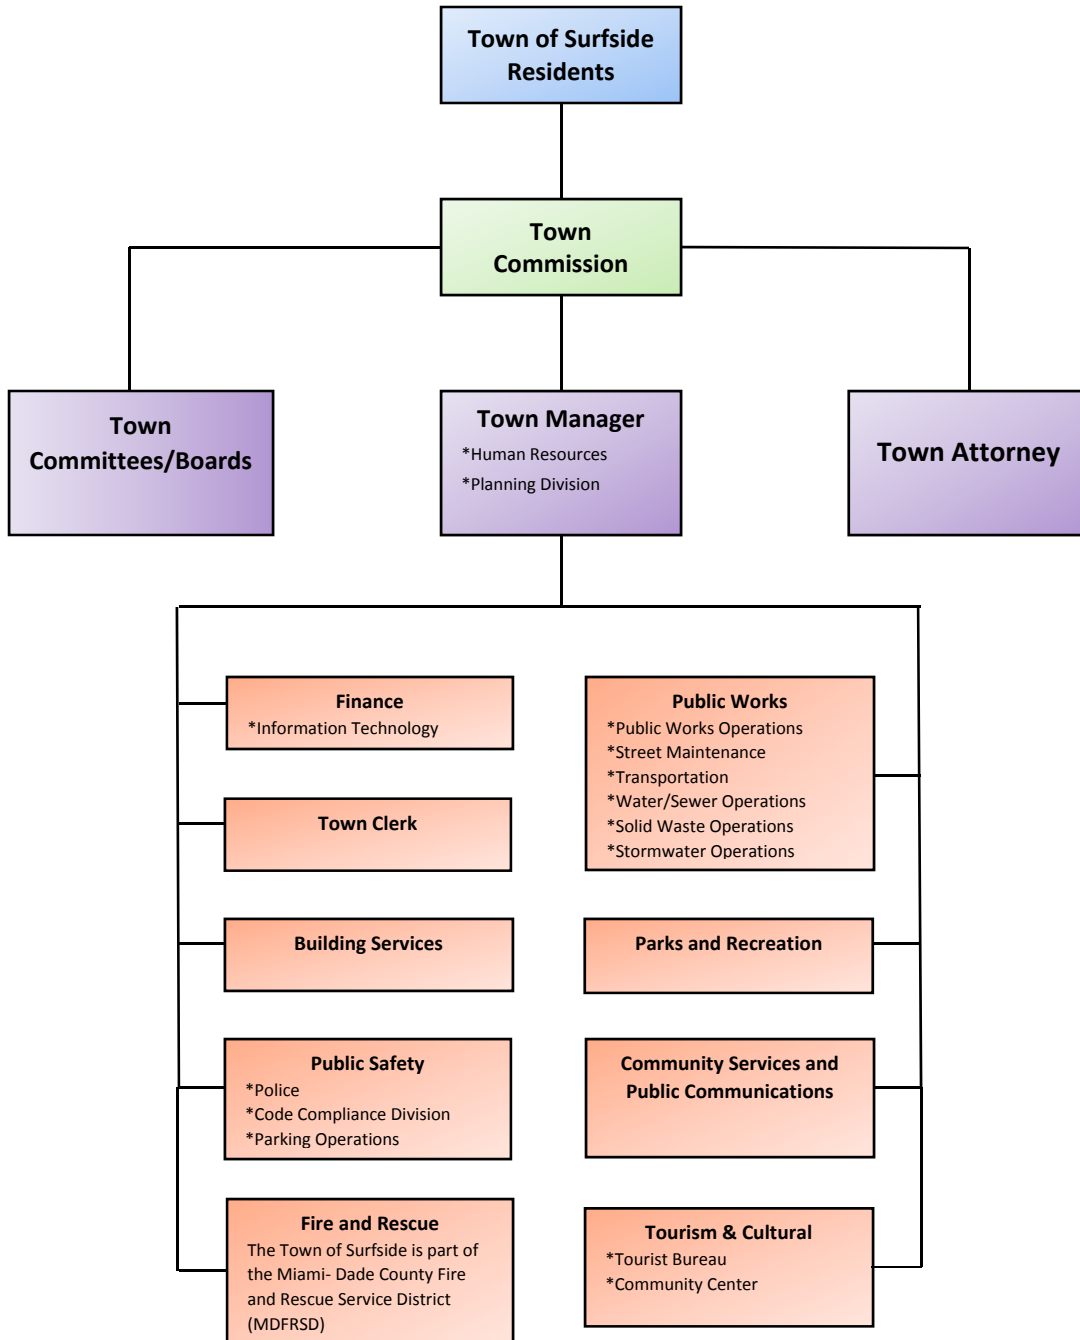 Town of Surfside
Residents
Town
Commission
Town
Committees/Boards
Town Manager
*Human Resources
*Planning Division
Town Attorney
Finance
*Information Technology
Town Clerk
Building Services
Public Safety
*Police
*Code Compliance Division
*Parking Operations
Fire and Rescue
The Town of Surfside is part of
the Miami- Dade County Fire
and Rescue Service District
(MDFRSD)
Public Works
*Public Works Operations
*Street Maintenance
*Transportation
*Water/Sewer Operations
*Solid Waste Operations
*Stormwater Operations
Parks and Recreation
Community Services and
Public Communications
Tourism & Cultural
*Tourist Bureau
*Community Center